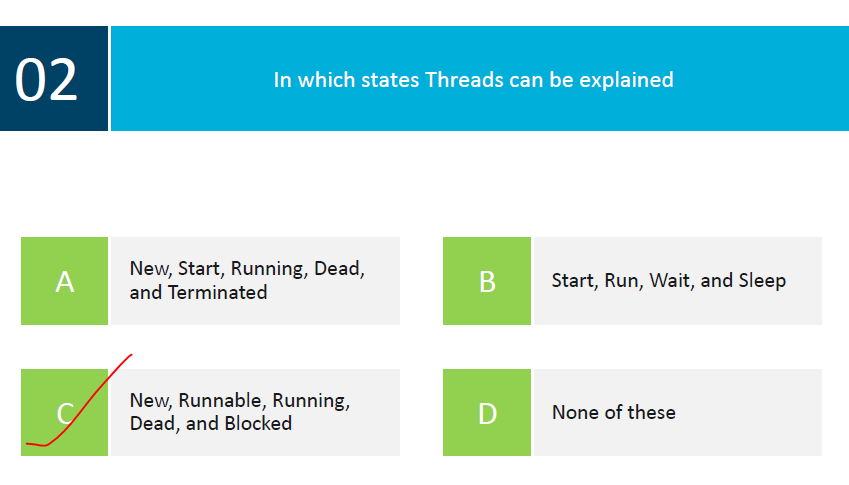 02
In which states Threads can be explained
A
New, Start, Running, Dead,
and Terminated
B
Start, Run, Wait, and Sleep
C
New, Runnable, Running,
Dead, and Blocked
D
None of these